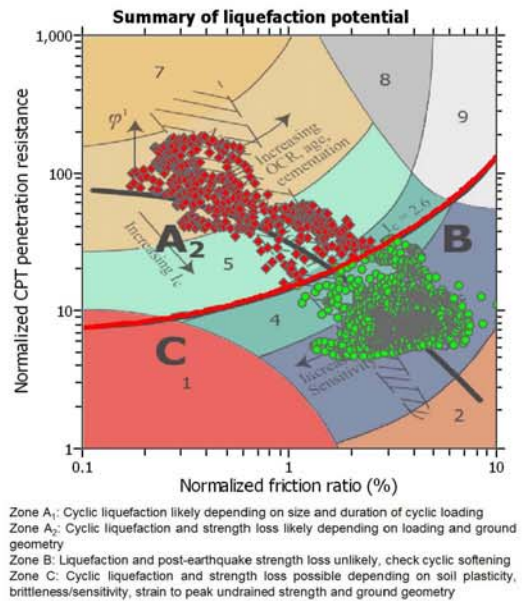 Summary of liquefaction potential
1,000
7
8
9
φ'
Increasing
OCR, age,
cementation
100
Ic = 2.6
A2
B
Increasing Ic
5
10
4
C
1
Increasing
Sensitivity
2
1
0.1
1
10
Normalized CPT penetration resistance
Normalized friction ratio (%)
Zone A1: Cyclic liquefaction likely depending on size and duration of cyclic loading
Zone A2: Cyclic liquefaction and strength loss likely depending on loading and ground
geometry
Zone B: Liquefaction and post-earthquake strength loss unlikely, check cyclic softening
Zone C: Cyclic liquefaction and strength loss possible depending on soil plasticity,
brittleness/sensitivity, strain to peak undrained strength and ground geometry